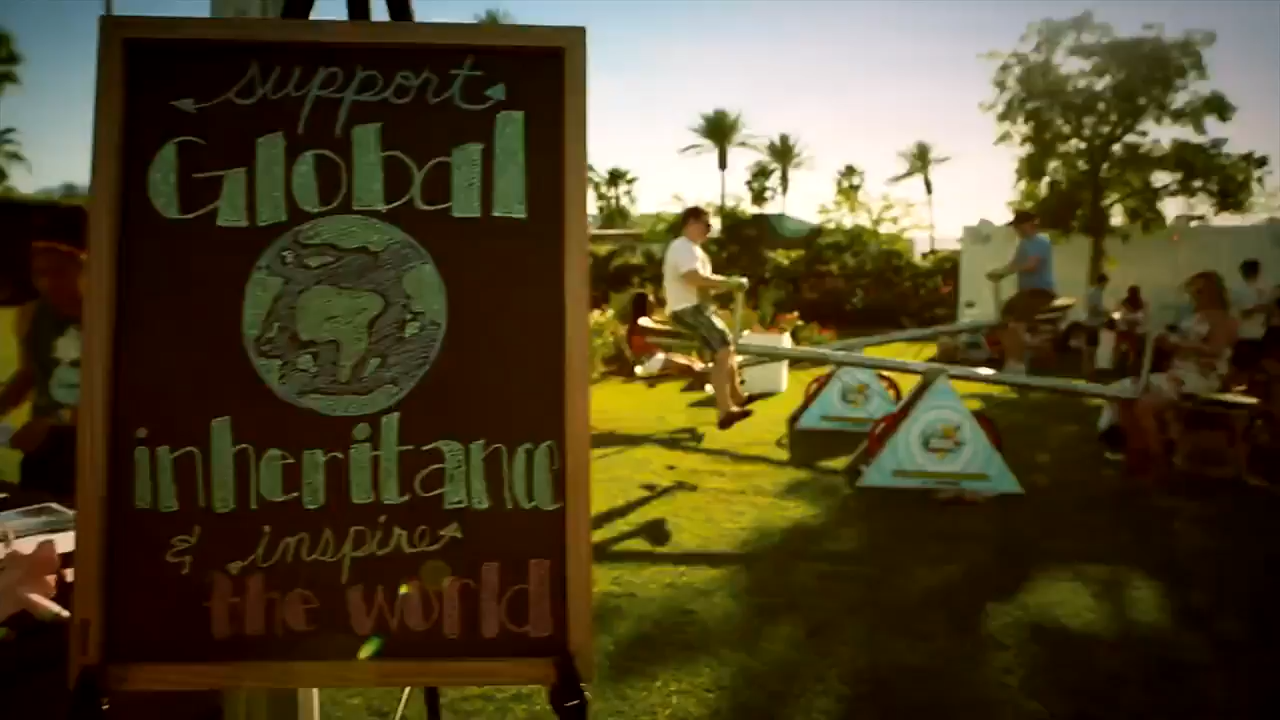 support
Global
inheritance
& inspire
the world